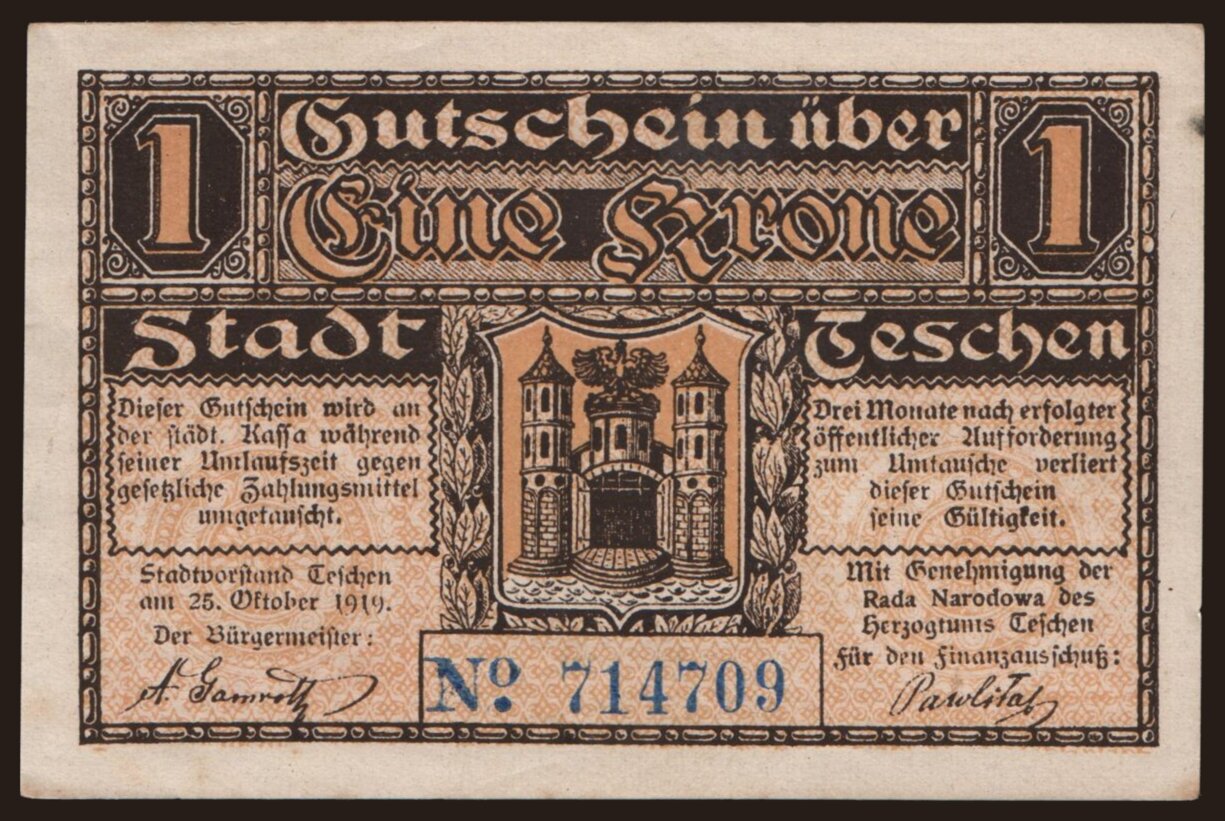 1 Gutschein über 1
Eine Krone
Stadt Teschen
Dieser Gutschein wird an
der städt. Kassa während
seiner Umlaufszeit gegen
gesetzliche Zahlungsmittel
umgetauscht.
Drei Monate nach erfolgter
öffentlicher Aufforderung
zum Umtausche verliert
dieser Gutschein
seine Gültigkeit.
Stadtvorstand Teschen
am 25. Oktober 1919.
Der Bürgermeister:
A. Gamroth
Mit Genehmigung der
Rada Narodowa des
Herzogtums Teschen
Für den Finanzausschuß:
Pawlitab
No. 714709